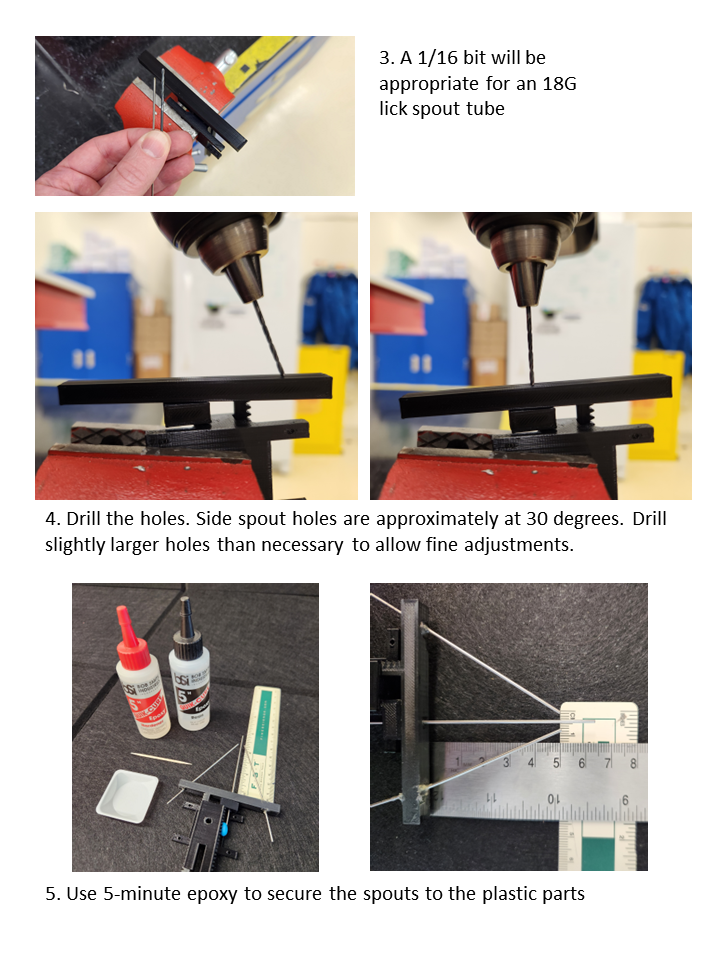 3. A 1/16 bit will be
appropriate for an 18G
lick spout tube
4. Drill the holes. Side spout holes are approximately at 30 degrees. Drill
slightly larger holes than necessary to allow fine adjustments.
BSI
5"
Epoxy
BSI
5"
1 2 3 4 5 6 7 8
11 10 9
5. Use 5-minute epoxy to secure the spouts to the plastic parts